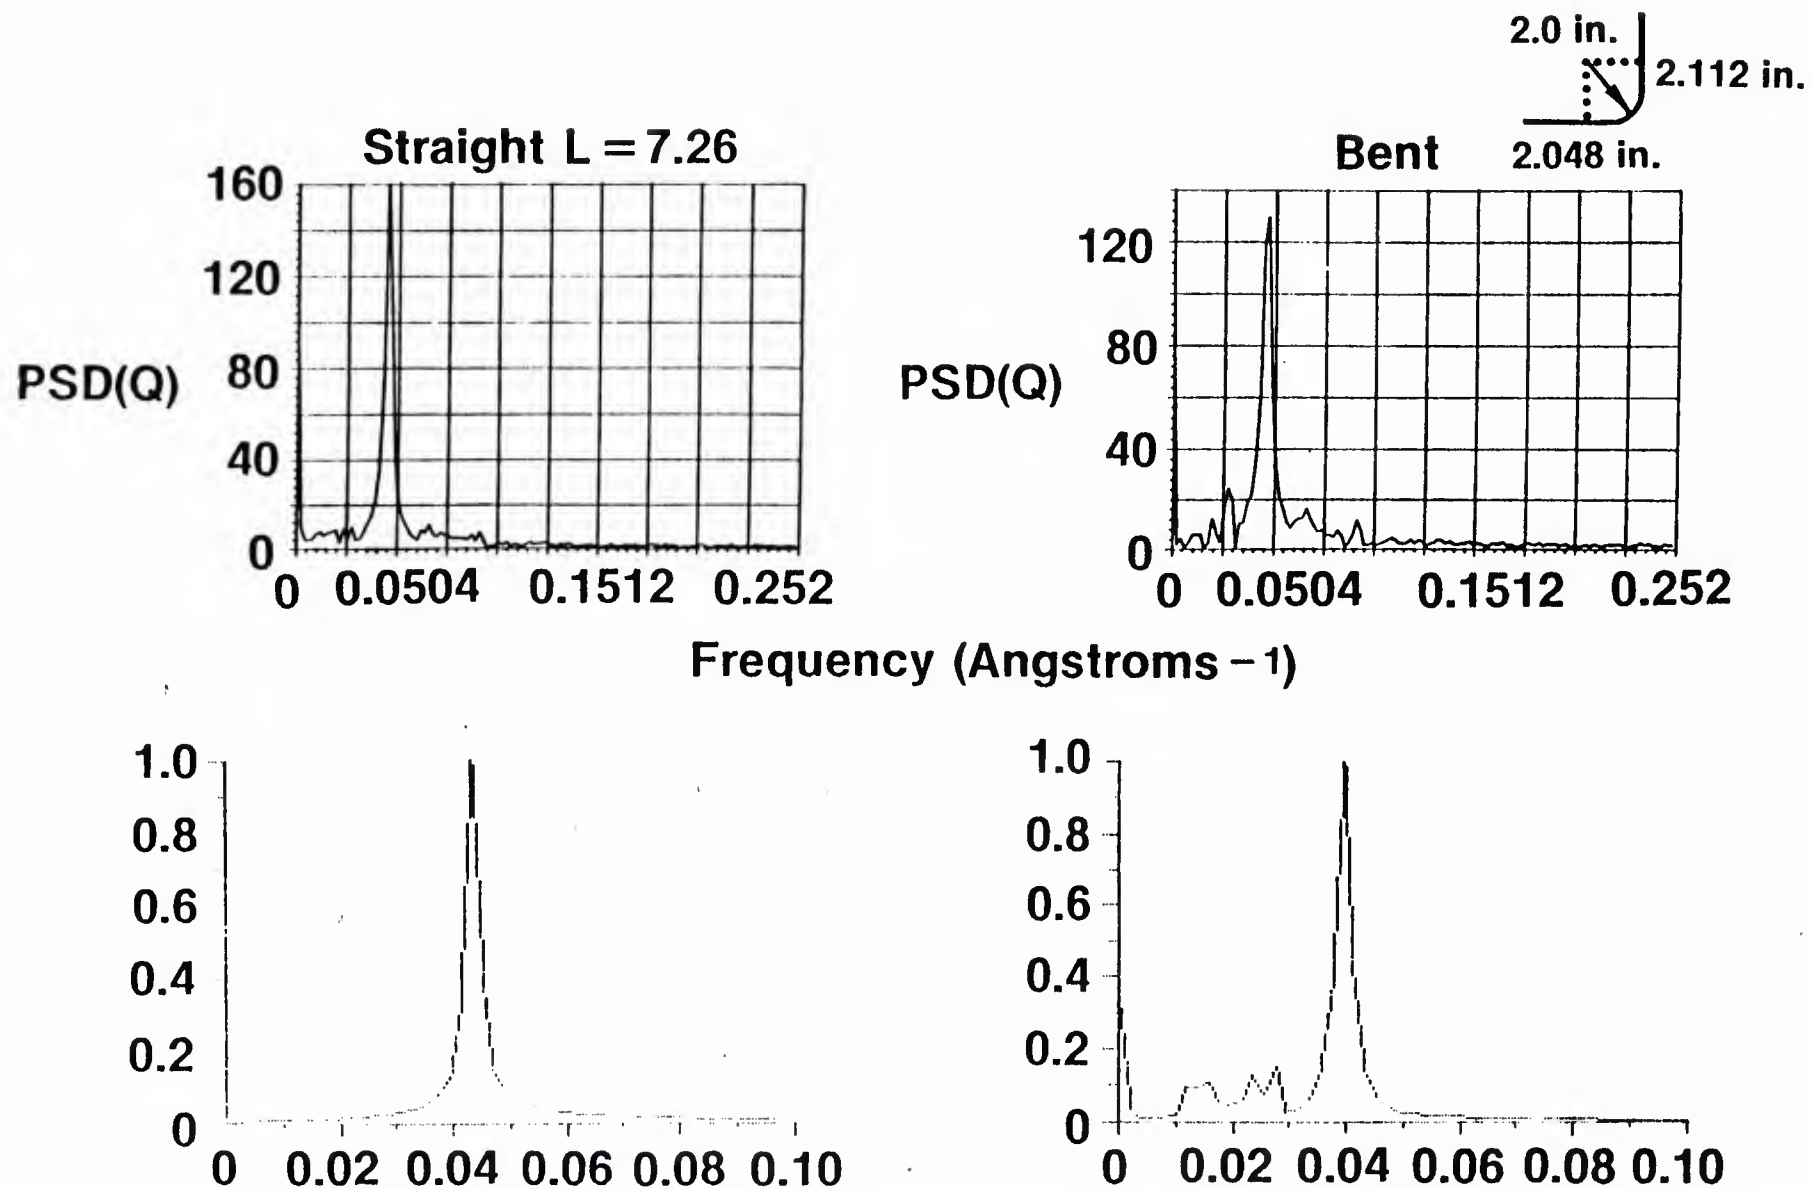 2.0 in.
2.112 in.
Straight L = 7.26
Bent
2.048 in.
160
120
80
40
0
PSD(Q)
0 0.0504 0.1512 0.252
120
80
40
0
PSD(Q)
0 0.0504 0.1512 0.252
Frequency (Angstroms – 1)
1.0
0.8
0.6
0.4
0.2
0
0 0.02 0.04 0.06 0.08 0.10
1.0
0.8
0.6
0.4
0.2
0
0 0.02 0.04 0.06 0.08 0.10